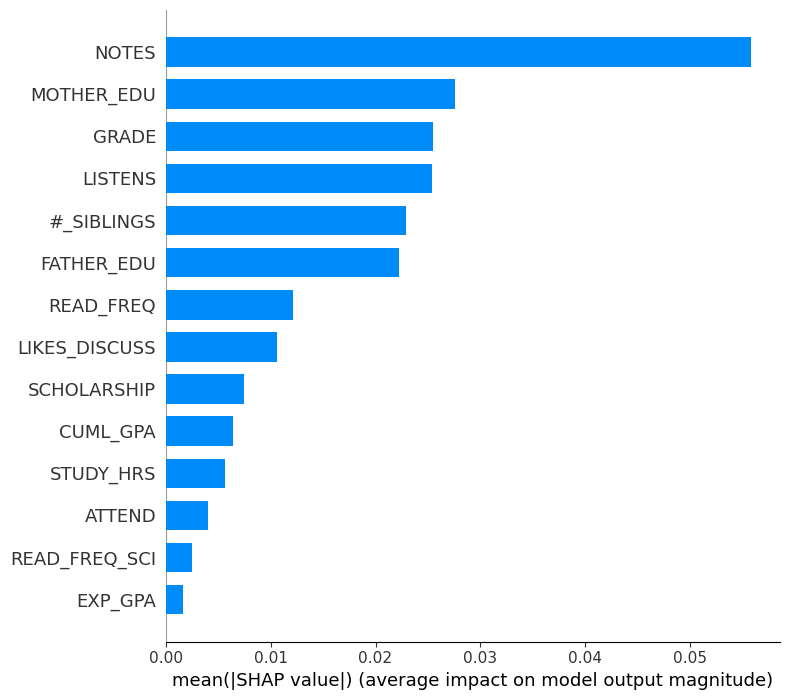 NOTES
MOTHER_EDU
GRADE
LISTENS
#_SIBLINGS
FATHER_EDU
READ_FREQ
LIKES_DISCUSS
SCHOLARSHIP
CUML_GPA
STUDY_HRS
ATTEND
READ_FREQ_SCI
EXP_GPA
0.00 0.01 0.02 0.03 0.04 0.05
mean(|SHAP value|) (average impact on model output magnitude)